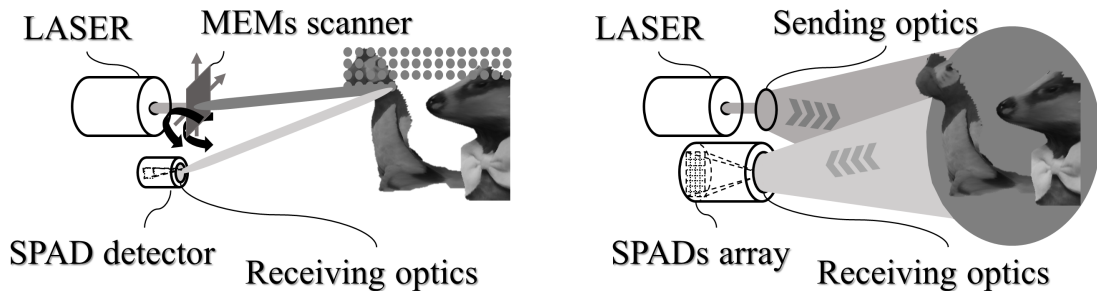 LASER
MEMs scanner
SPAD detector
Receiving optics
LASER
Sending optics
SPADs array
Receiving optics